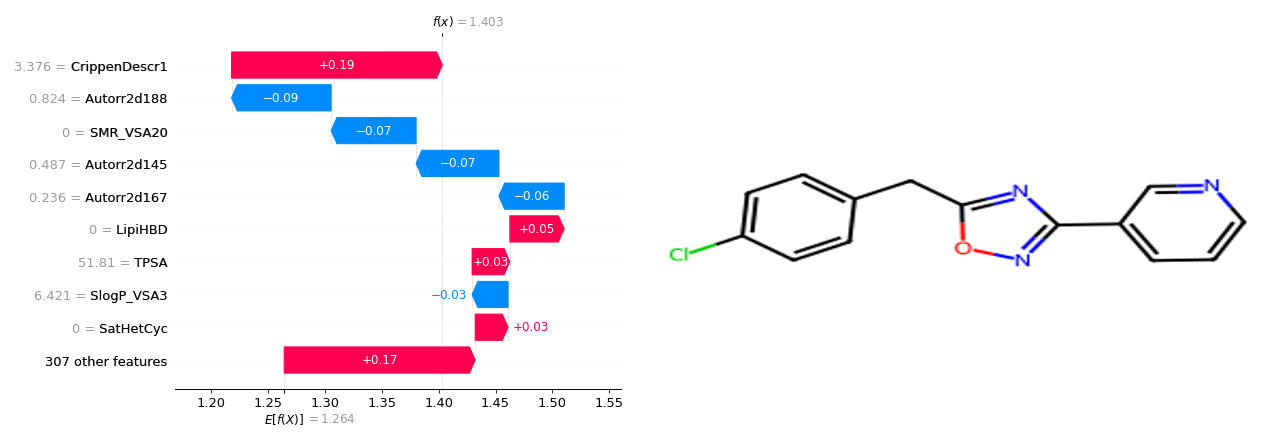 f(x) = 1.403
3.376 = CrippenDescr1
+0.19
0.824 = Autorr2d188
−0.09
0 = SMR_VSA20
−0.07
0.487 = Autorr2d145
−0.07
0.236 = Autorr2d167
−0.06
0 = LipiHBD
+0.05
51.81 = TPSA
+0.03
6.421 = SlogP_VSA3
−0.03
0 = SatHetCyc
+0.03
307 other features
+0.17
1.20 1.25 1.30 1.35 1.40 1.45 1.50 1.55
E[f(X)] = 1.264
Cl
N
O
N
N